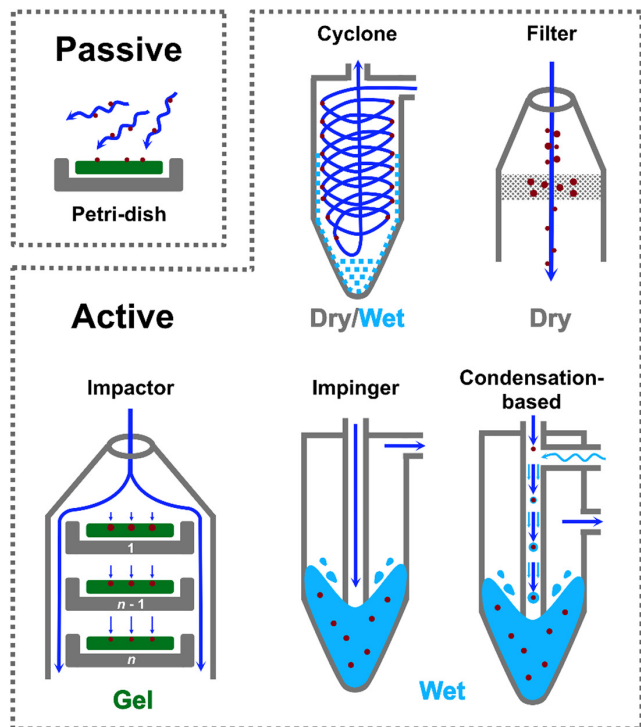 Passive
Petri-dish
Cyclone
Dry/Wet
Filter
Dry
Active
Impactor
1
n - 1
n
Gel
Impinger
Condensation-
based
Wet